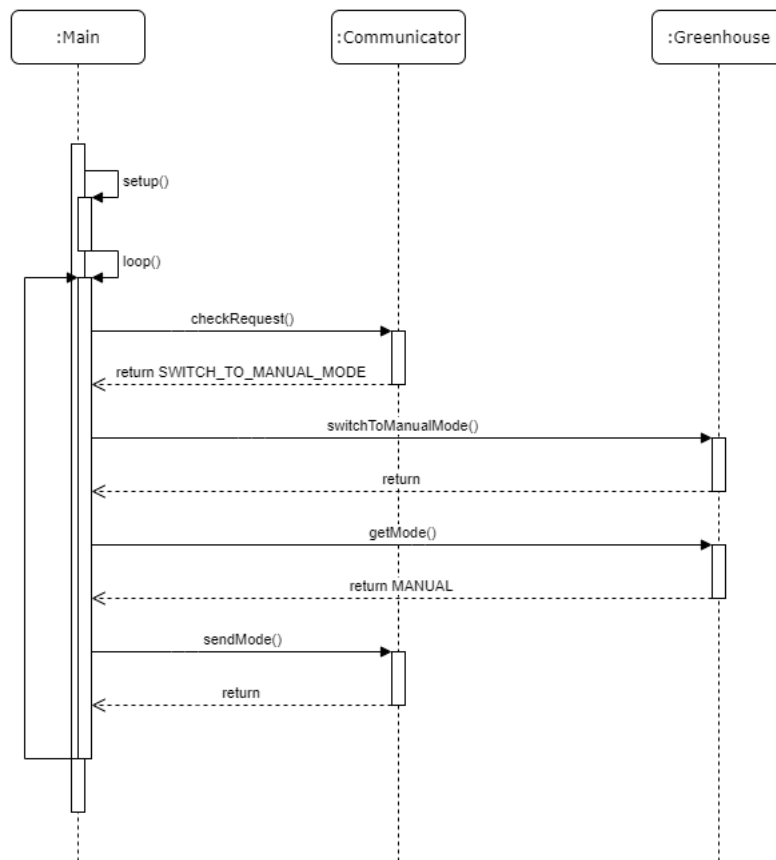 :Main
:Communicator
:Greenhouse
setup()
loop()
checkRequest()
return SWITCH_TO_MANUAL_MODE
switchToManualMode()
return
getMode()
return MANUAL
sendMode()
return